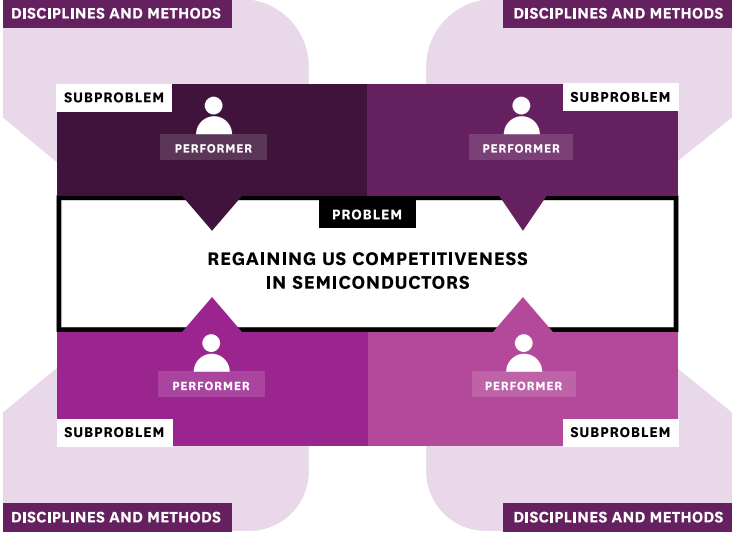 DISCIPLINES AND METHODS
DISCIPLINES AND METHODS
SUBPROBLEM
SUBPROBLEM
PERFORMER
PERFORMER
PROBLEM
REGAINING US COMPETITIVENESS
IN SEMICONDUCTORS
PERFORMER
PERFORMER
SUBPROBLEM
SUBPROBLEM
DISCIPLINES AND METHODS
DISCIPLINES AND METHODS